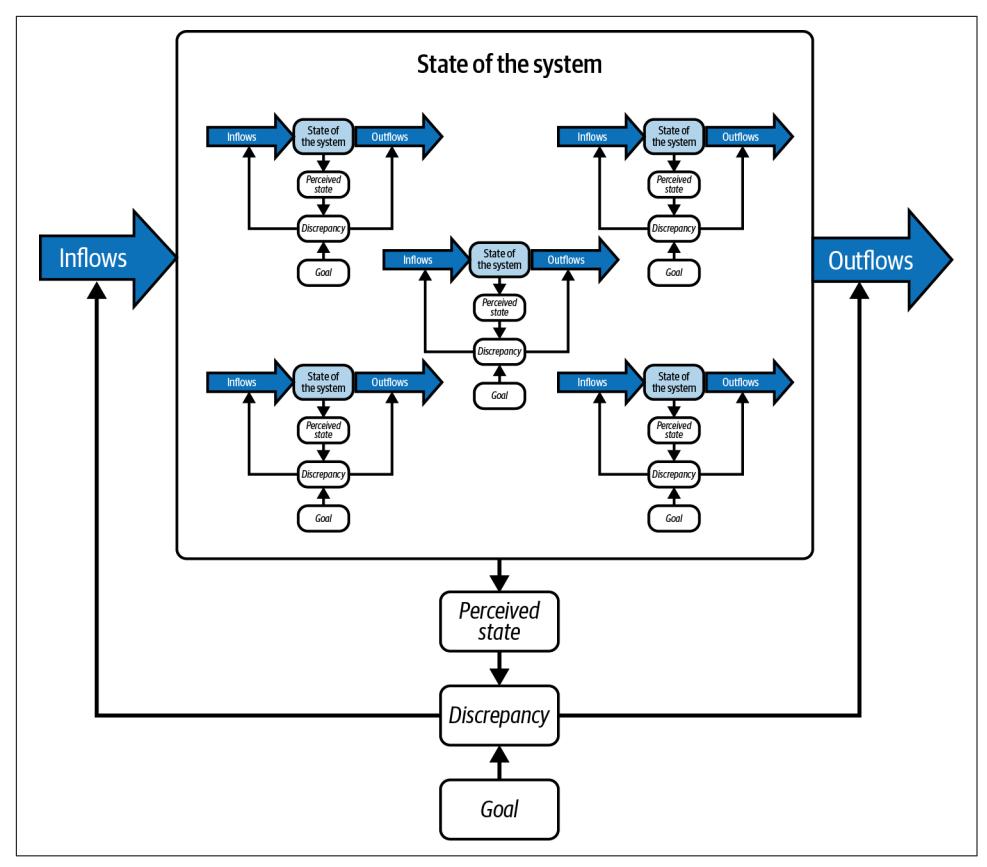 State of the system
Inflows
State of
the system
Outflows
Perceived
state
Discrepancy
Goal
Inflows
State of
the system
Outflows
Perceived
state
Discrepancy
Goal
Inflows
Outflows
Inflows
State of
the system
Outflows
Perceived
state
Discrepancy
Goal
Inflows
State of
the system
Outflows
Perceived
state
Discrepancy
Goal
Inflows
State of
the system
Outflows
Perceived
state
Discrepancy
Goal
Perceived
state
Discrepancy
Goal